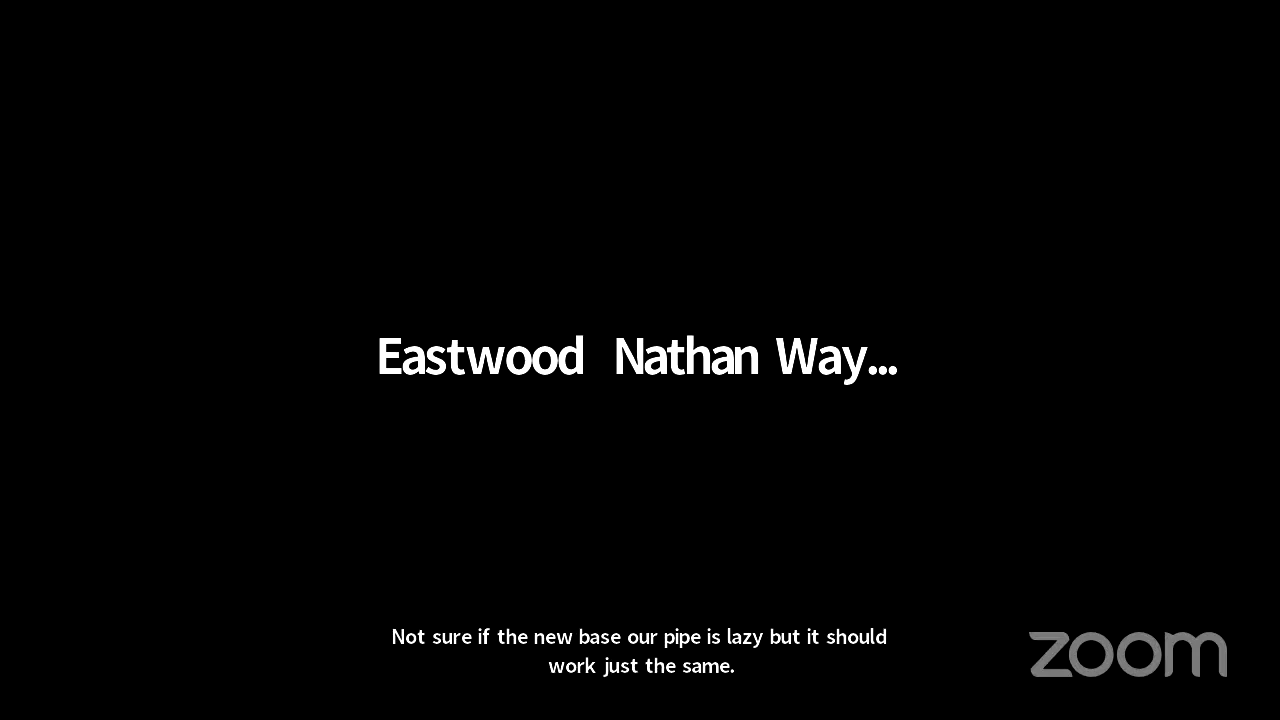 Eastwood Nathan Way...
Not sure if the new base our pipe is lazy but it should
work just the same.
zoom